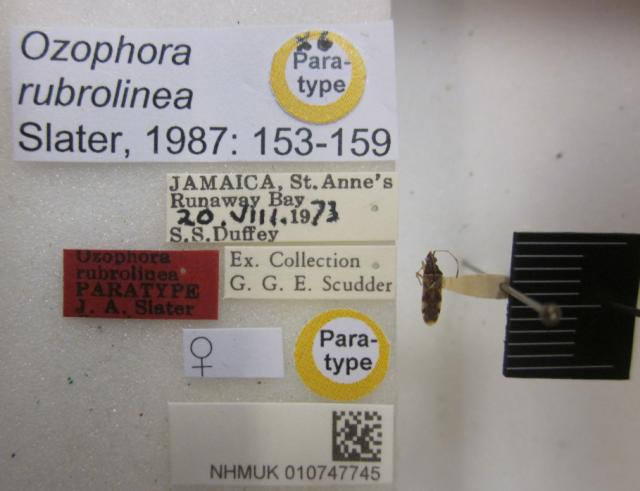 Ozophora
rubrolinea
Slater, 1987: 153-159
x6
Para-
type
JAMAICA, St.Anne's
Runaway Bay
20.VIII.1973
S.S.Duffey
Ozophora
rubrolinea
PARATYPE
J. A. Slater
Ex. Collection
G. G. E. Scudder
♀
Para-
type
NHMUK 010747745